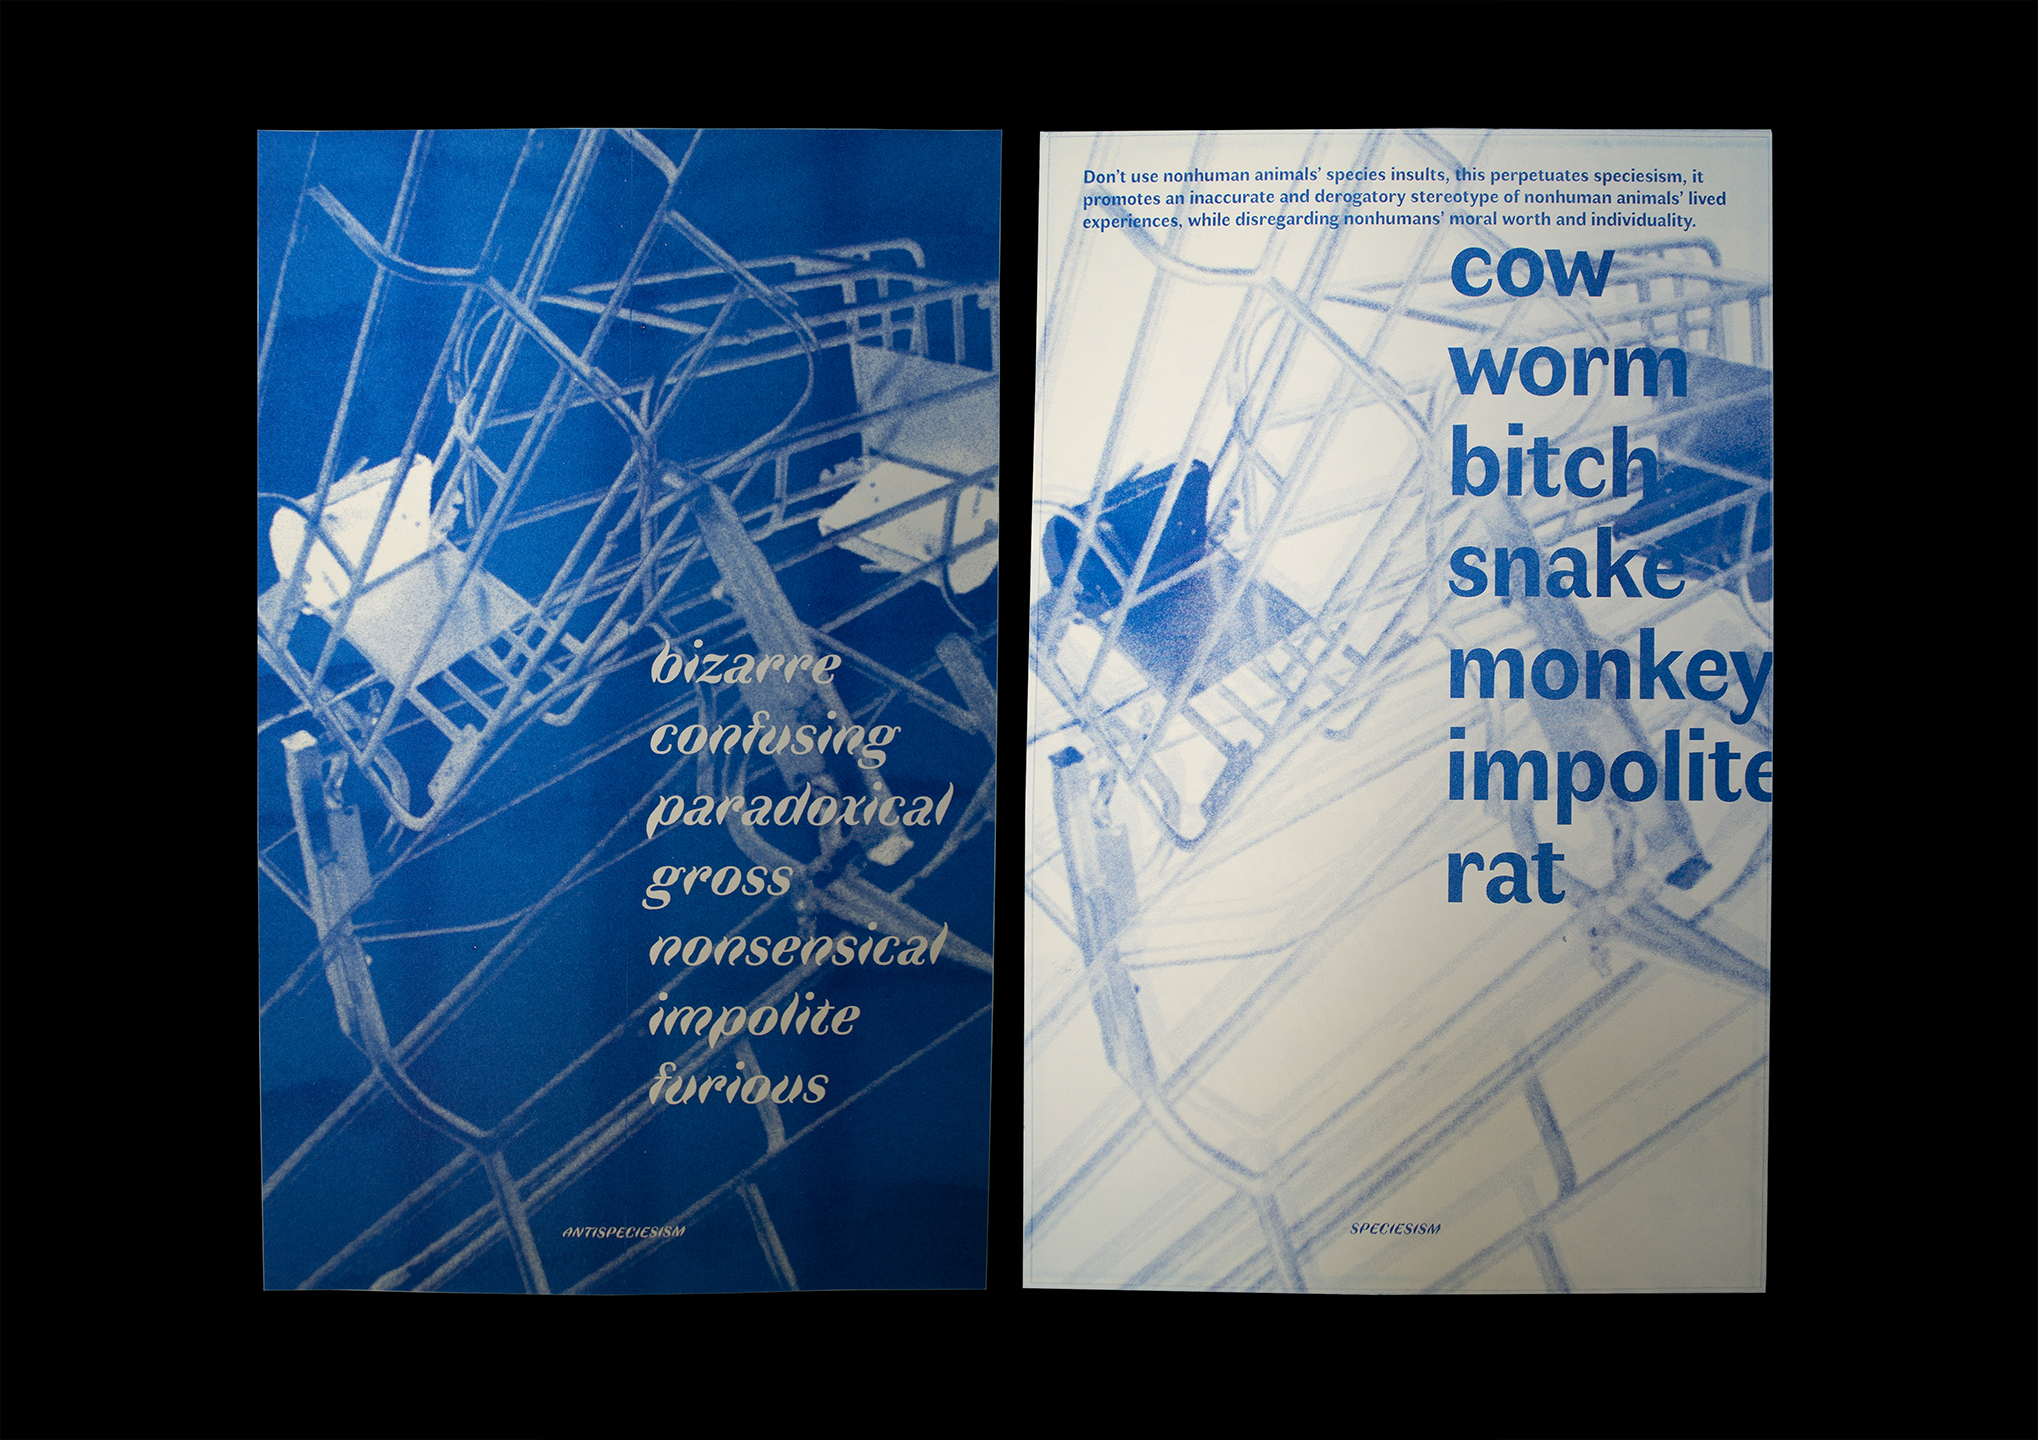 bizarre
confusing
paradoxical
gross
nonsensical
impolite
furious
ANTISPECIESISM
Don't use nonhuman animals' species insults, this perpetuates speciesism, it
promotes an inaccurate and derogatory stereotype of nonhuman animals' lived
experiences, while disregarding nonhumans' moral worth and individuality.
cow
worm
bitch
snake
monkey
impolite
rat
SPECIESISM